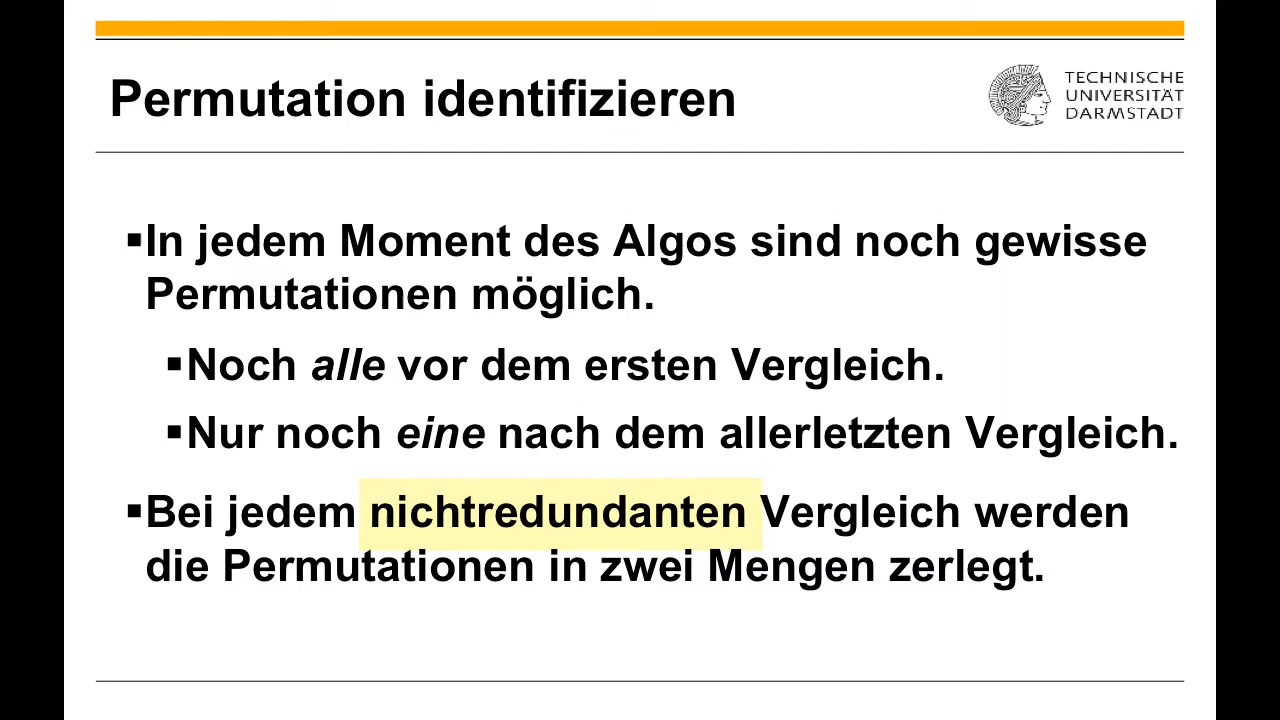 Permutation identifizieren
TECHNISCHE
UNIVERSITÄT
DARMSTADT
▪In jedem Moment des Algos sind noch gewisse
Permutationen möglich.
▪Noch alle vor dem ersten Vergleich.
▪Nur noch eine nach dem allerletzten Vergleich.
▪Bei jedem nichtredundanten Vergleich werden
die Permutationen in zwei Mengen zerlegt.